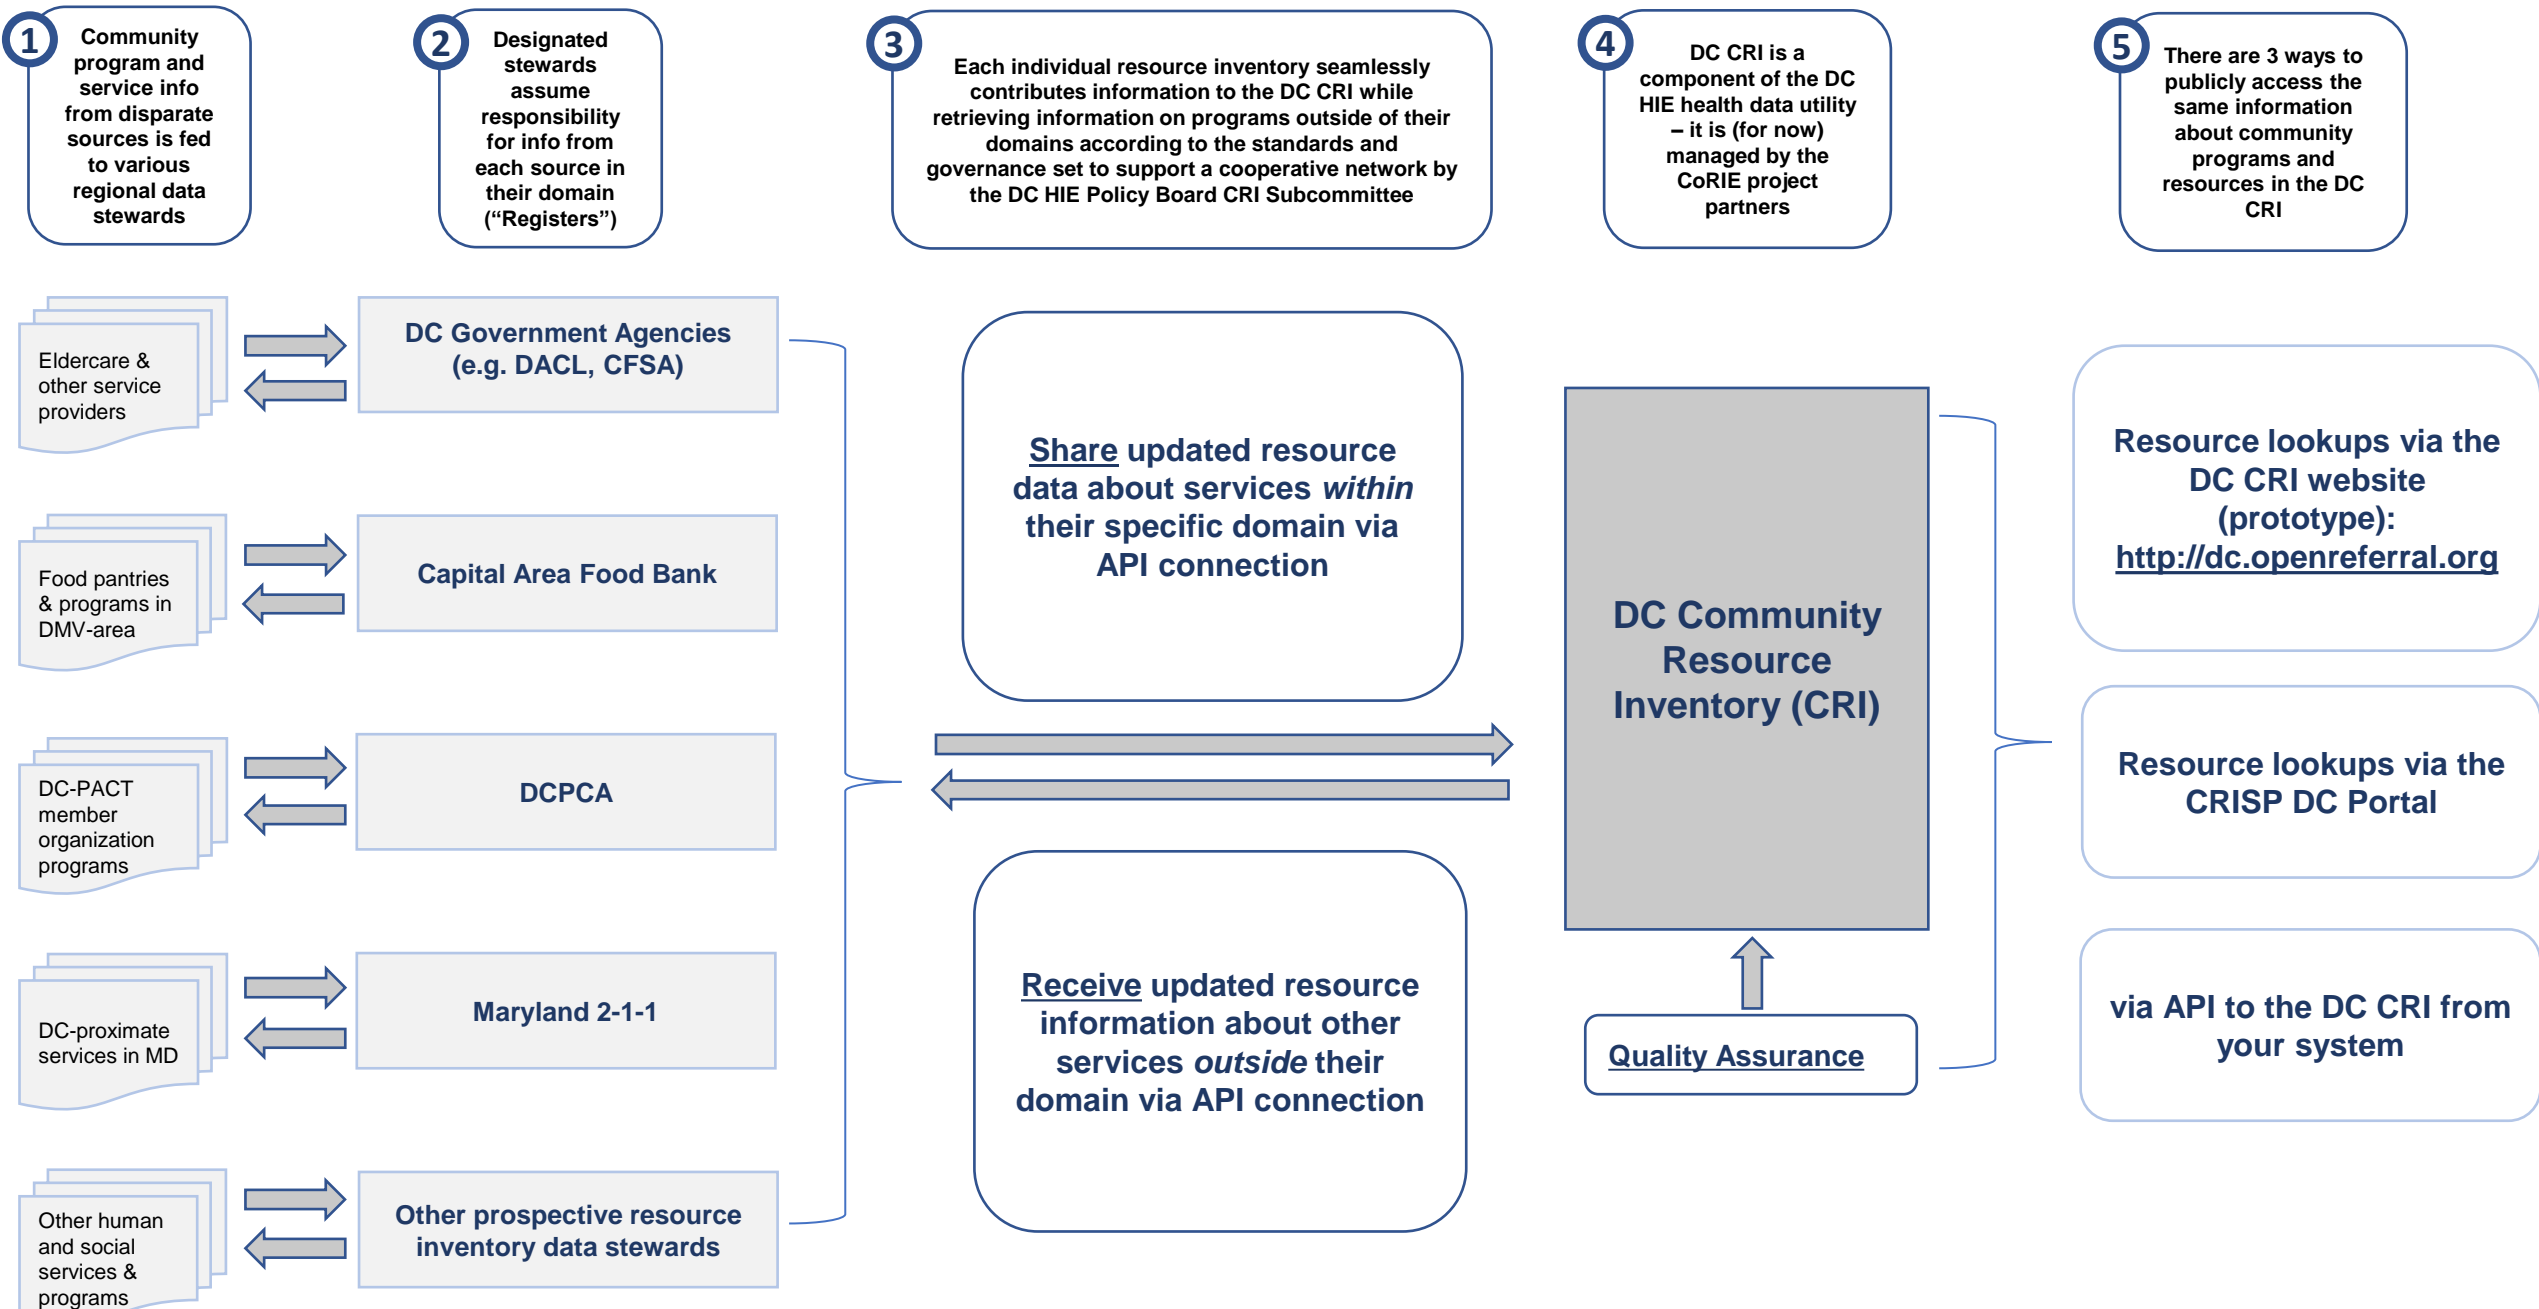 1
Community
program and
service info
from disparate
sources is fed
to various
regional data
stewards
2
Designated
stewards
assume
responsibility
for info from
each source in
their domain
(“Registers”)
3
Each individual resource inventory seamlessly
contributes information to the DC CRI while
retrieving information on programs outside of their
domains according to the standards and
governance set to support a cooperative network by
the DC HIE Policy Board CRI Subcommittee
4
DC CRI is a
component of the DC
HIE health data utility
– it is (for now)
managed by the
CoRIE project
partners
5
There are 3 ways to
publicly access the
same information
about community
programs and
resources in the DC
CRI
Eldercare &
other service
providers
DC Government Agencies
(e.g. DACL, CFSA)
Food pantries
& programs in
DMV-area
Capital Area Food Bank
DC-PACT
member
organization
programs
DCPCA
DC-proximate
services in MD
Maryland 2-1-1
Other human
and social
services &
programs
Other prospective resource
inventory data stewards
Share updated resource
data about services within
their specific domain via
API connection
Receive updated resource
information about other
services outside their
domain via API connection
DC Community
Resource
Inventory (CRI)
Quality Assurance
Resource lookups via the
DC CRI website
(prototype):
http://dc.openreferral.org
Resource lookups via the
CRISP DC Portal
via API to the DC CRI from
your system